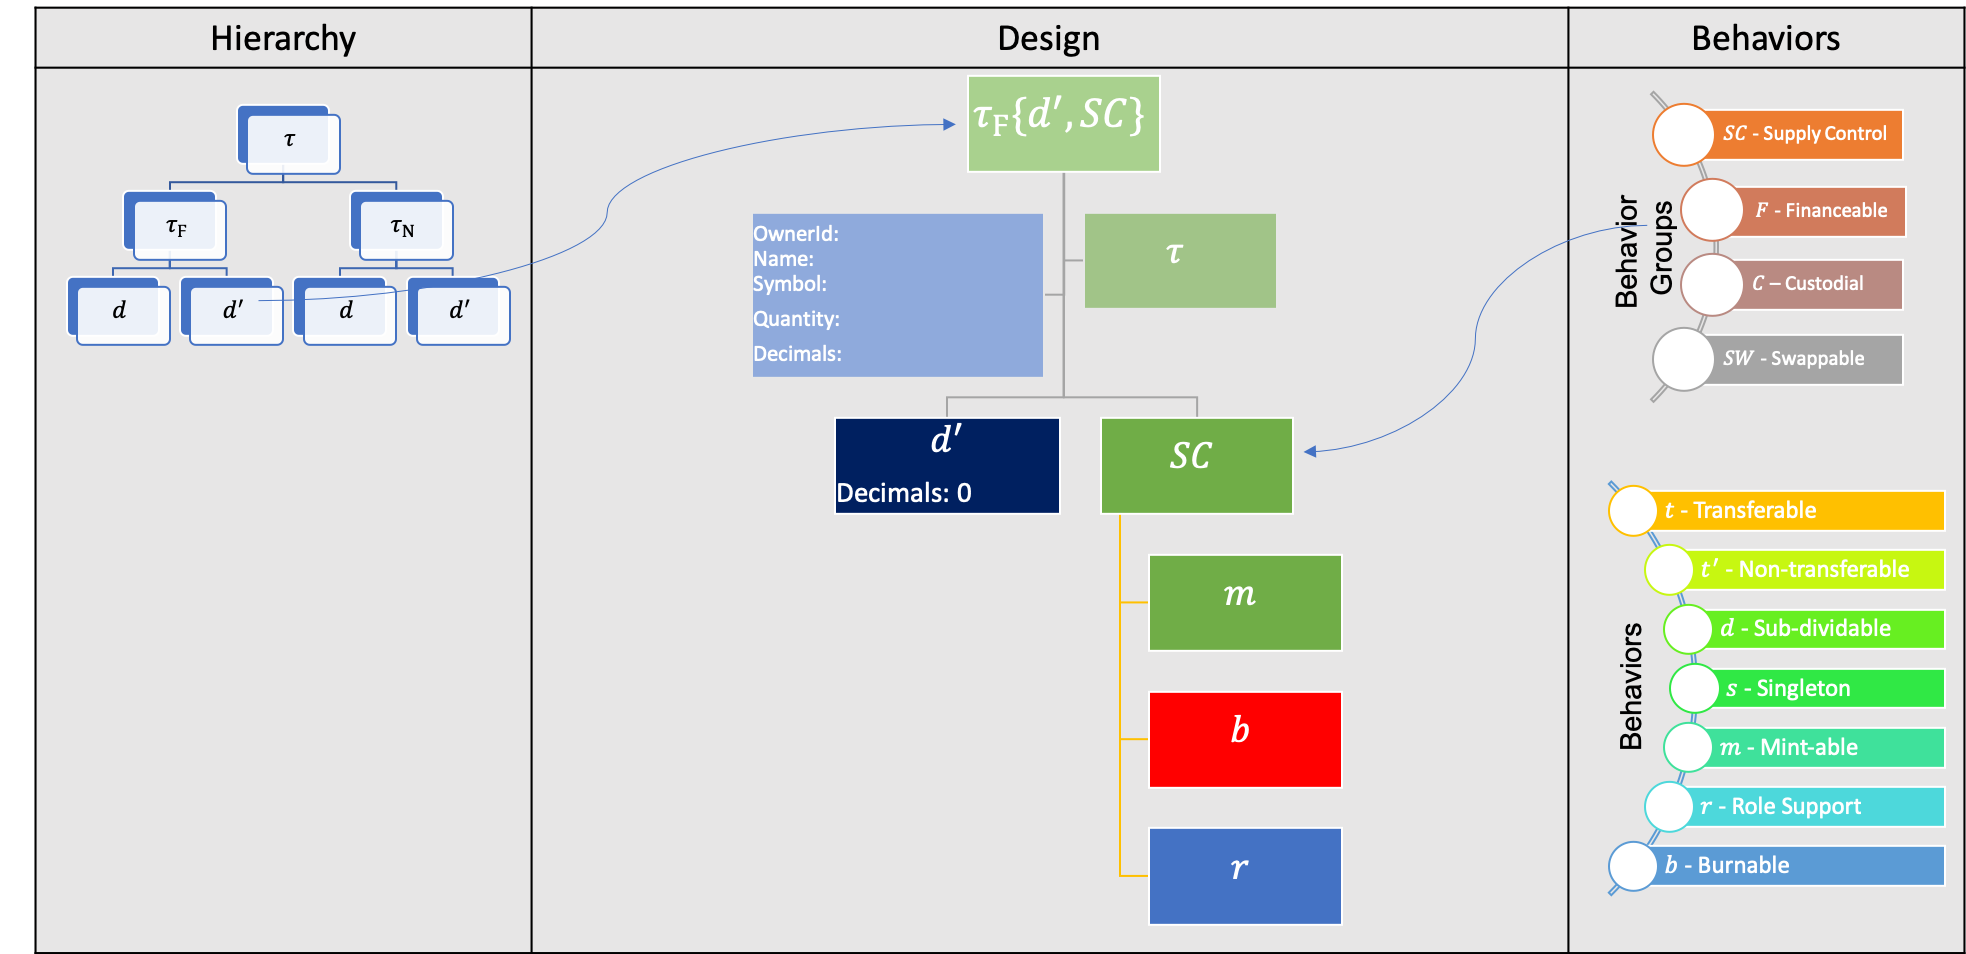 Hierarchy
Design
Behaviors
τ
τF
τN
d
d′
d
d′
τF{d′, SC}
OwnerId:
Name:
Symbol:
Quantity:
Decimals:
τ
d′
Decimals: 0
SC
m
b
r
Behavior
Groups
SC - Supply Control
F - Financeable
C – Custodial
SW - Swappable
Behaviors
t - Transferable
t′ - Non-transferable
d - Sub-dividable
s - Singleton
m - Mint-able
r - Role Support
b - Burnable